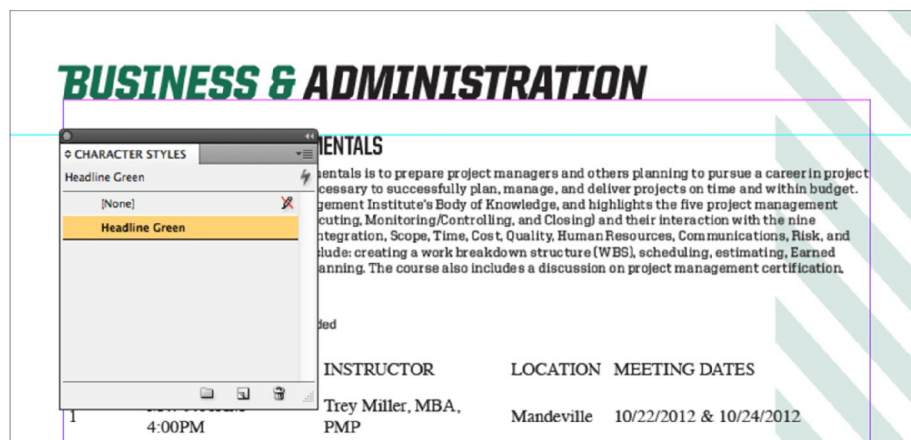 BUSINESS & ADMINISTRATION
MENTALS
CHARACTER STYLES
Headline Green
[None]
Headline Green
mentals is to prepare project managers and others planning to pursue a career in project
cessary to successfully plan, manage, and deliver projects on time and within budget.
gement Institute's Body of Knowledge, and highlights the five project management
cuting, Monitoring/Controlling, and Closing) and their interaction with the nine
ntegration, Scope, Time, Cost, Quality, Human Resources, Communications, Risk, and
clude: creating a work breakdown structure (WBS), scheduling, estimating, Earned
anning. The course also includes a discussion on project management certification.
ded
INSTRUCTOR LOCATION MEETING DATES
1 4:00PM Trey Miller, MBA, PMP Mandeville 10/22/2012 & 10/24/2012